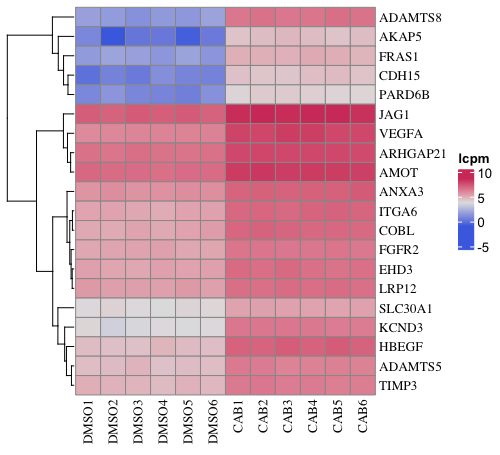 ADAMTS8
AKAP5
FRAS1
CDH15
PARD6B
JAG1
VEGFA
ARHGAP21
AMOT
ANXA3
ITGA6
COBL
FGFR2
EHD3
LRP12
SLC30A1
KCND3
HBEGF
ADAMTS5
TIMP3
lcpm
10
5
0
-5
DMSO1 DMSO2 DMSO3 DMSO4 DMSO5 DMSO6 CAB1 CAB2 CAB3 CAB4 CAB5 CAB6